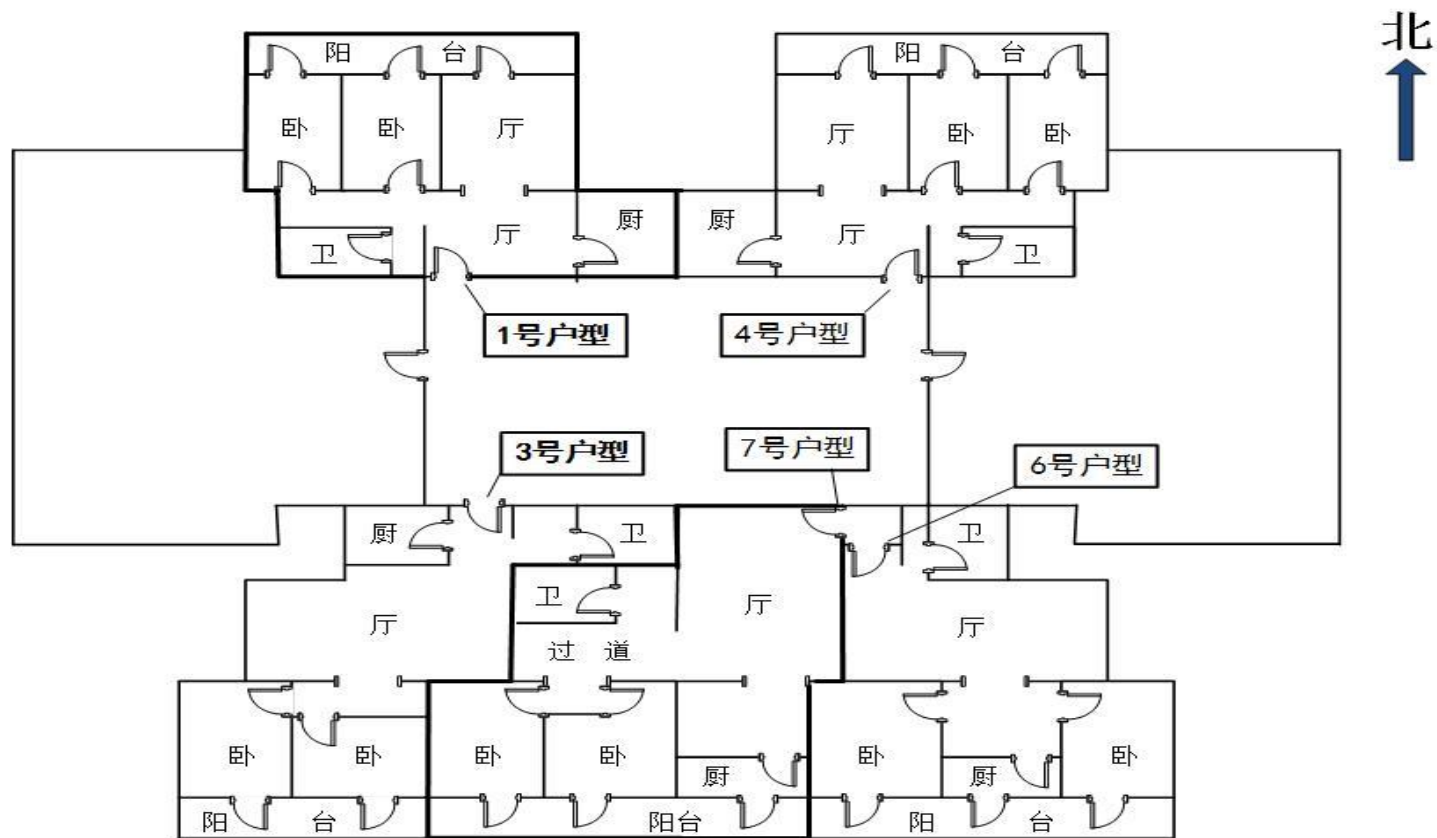 北
阳 台
阳 台
卧 卧 厅
厅 卧 卧
卫 厅 厨
厨 厅 卫
1号户型
4号户型
3号户型
7号户型
6号户型
厨 卫
卫
厅
卫
厅
厅
过 道
卧 卧
卧 卧
厨
卧 厨 卧
阳 台
阳台
阳 台